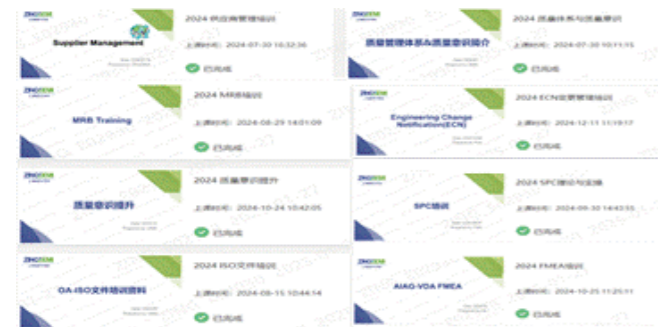 Supplier Management
2024 供应商管理培训
上课时间: 2024-07-30 16:32:36
已完成
质量管理体系&质量意识简介
2024 质量体系与质量意识
上课时间: 2024-07-30 10:11:15
已完成
MRB Training
2024 MRB培训
上课时间: 2024-08-29 14:01:09
已完成
Engineering Change
Notification(ECN)
2024 ECN变更管理培训
上课时间: 2024-12-11 11:19:17
已完成
质量意识提升
2024 质量意识提升
上课时间: 2024-10-24 10:42:05
已完成
SPC培训
2024 SPC理论与实操
上课时间: 2024-09-30 14:43:55
已完成
OA-ISO文件培训资料
2024 ISO文件培训
上课时间: 2024-08-15 10:44:14
已完成
AIAG-VDA FMEA
2024 FMEA培训
上课时间: 2024-10-25 11:25:11
已完成